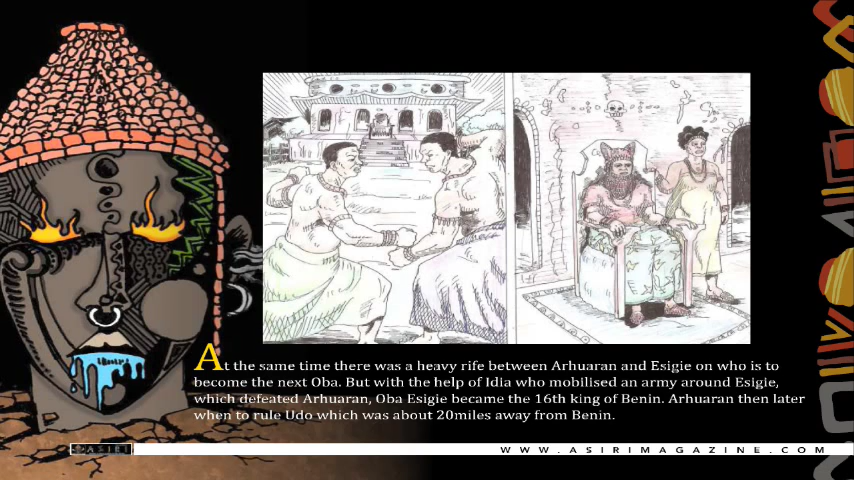 At the same time there was a heavy rife between Arhuaran and Esigie on who is to
become the next Oba. But with the help of Idia who mobilised an army around Esigie,
which defeated Arhuaran, Oba Esigie became the 16th king of Benin. Arhuaran then later
when to rule Udo which was about 20miles away from Benin.
ASIRI
WWW.ASIRIMAGAZINE.COM